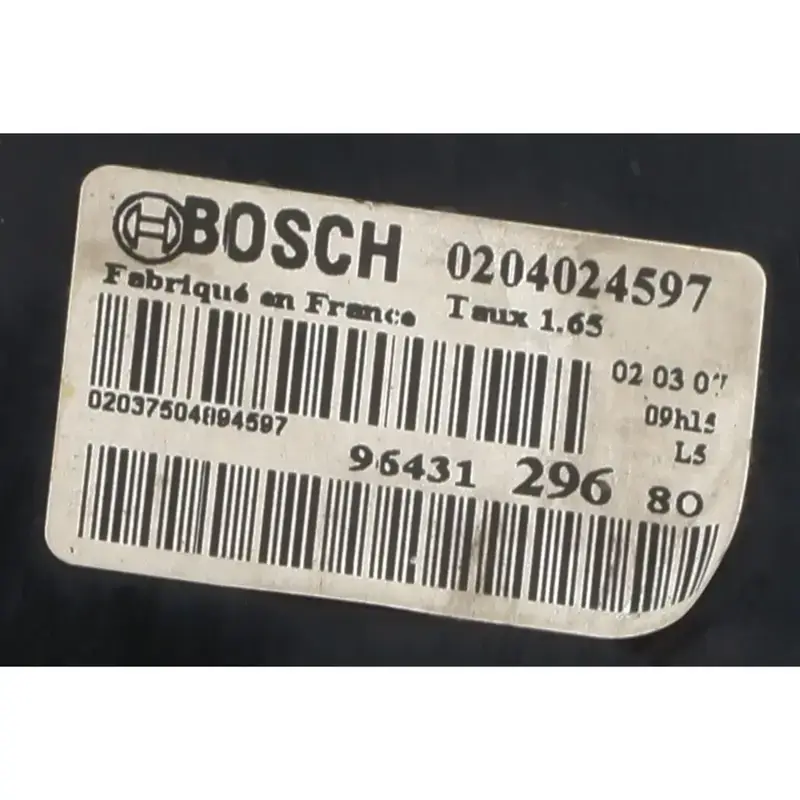 BOSCH 0204024597
Fabriqué en France Taux 1.65
02 03 07
02037504894597 09h15
L5
96431 296 80